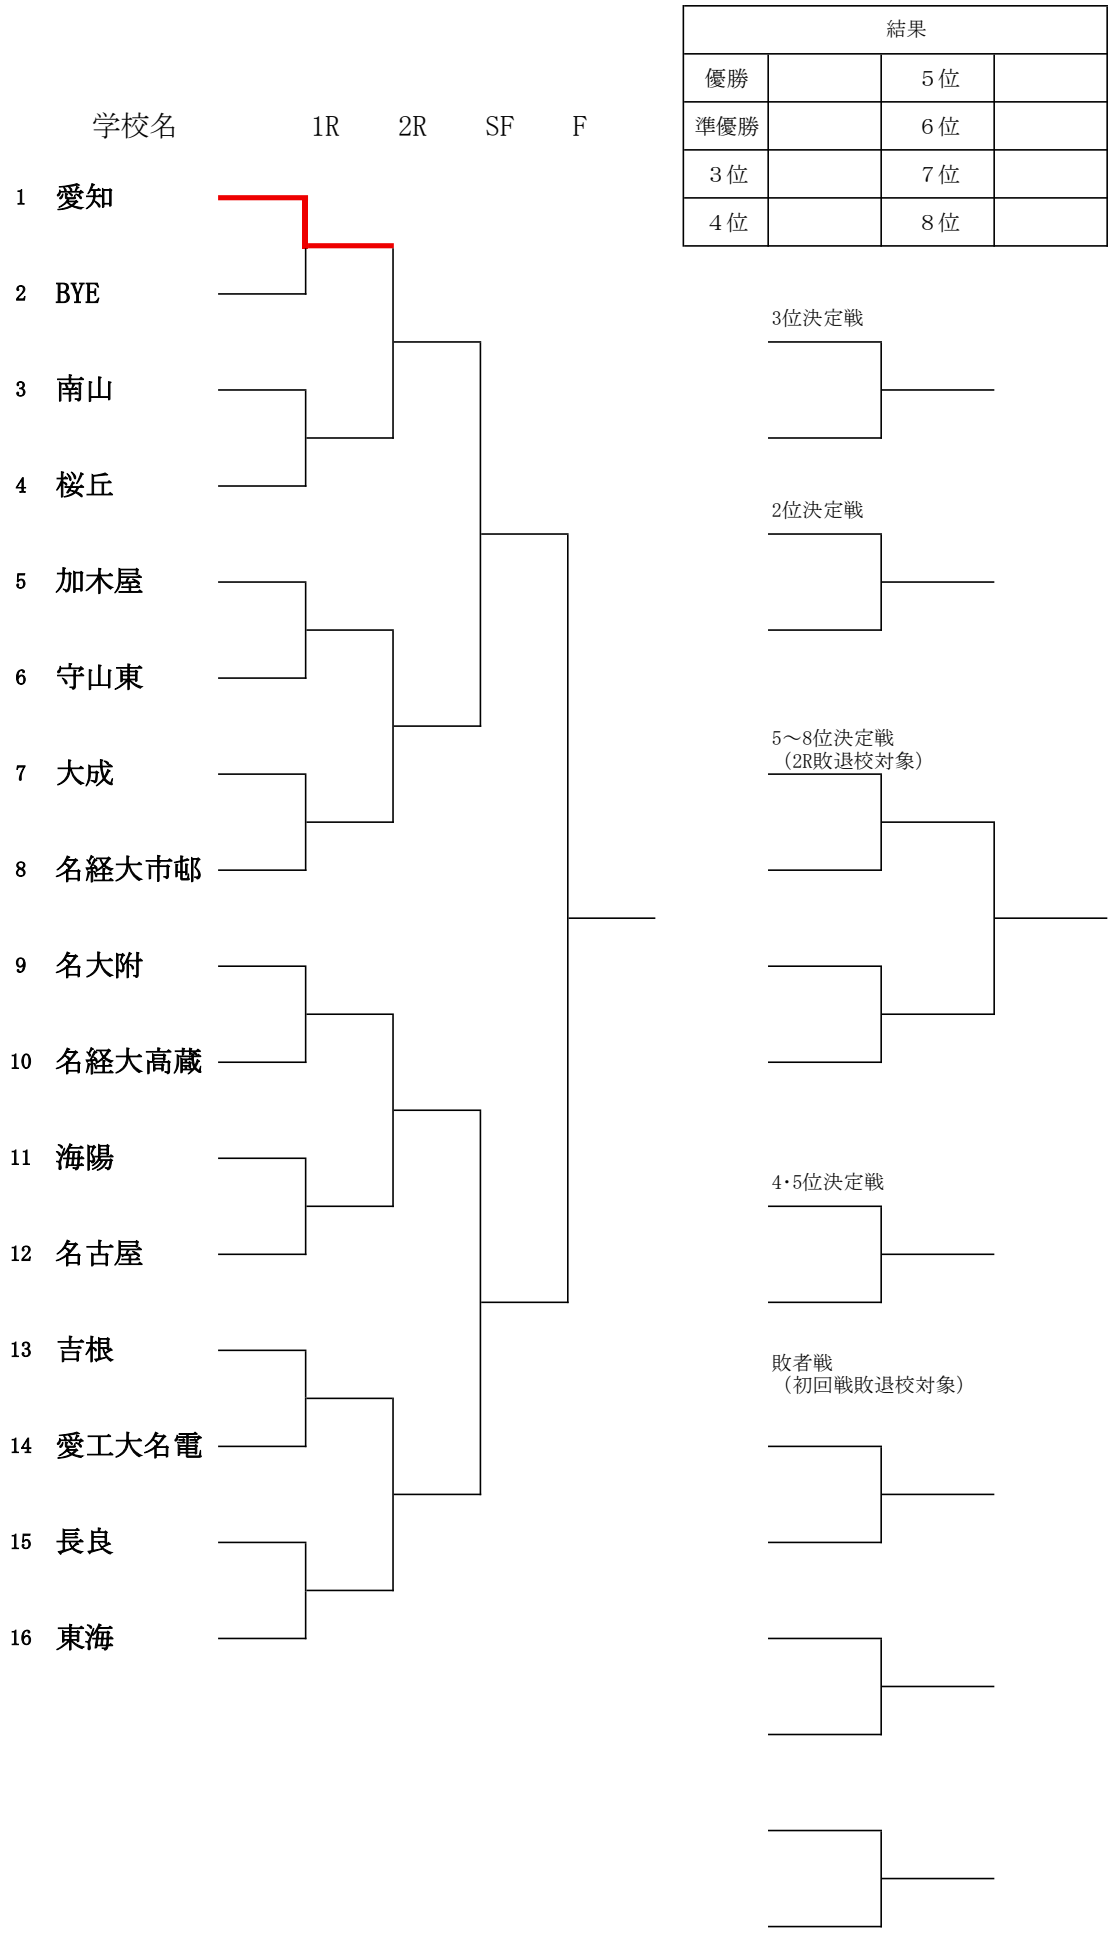 結果
優勝 ５位
準優勝 ６位
３位 ７位
４位 ８位
学校名 1R 2R SF F
1 愛知
2 BYE
3 南山
4 桜丘
5 加木屋
6 守山東
7 大成
8 名経大市邨
9 名大附
10 名経大高蔵
11 海陽
12 名古屋
13 吉根
14 愛工大名電
15 長良
16 東海
3位決定戦
2位決定戦
5～8位決定戦
（2R敗退校対象）
4・5位決定戦
敗者戦
（初回戦敗退校対象）